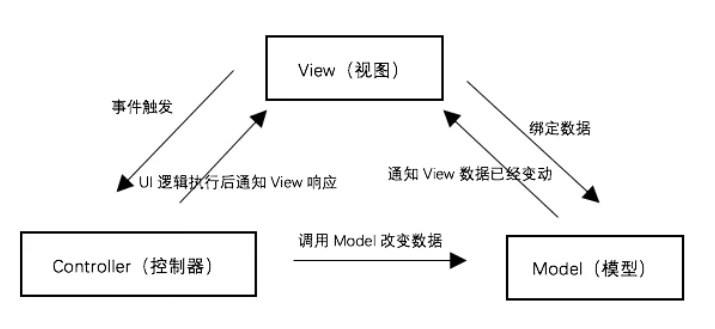 View（视图）
事件触发
绑定数据
通知 View 数据已经变动
UI 逻辑执行后通知 View 响应
调用 Model 改变数据
Controller（控制器）
Model（模型）